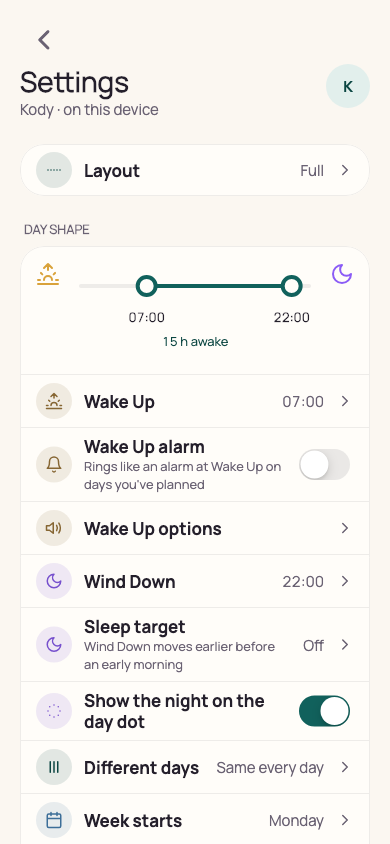 Settings
K
Kody · on this device
Layout
Full
DAY SHAPE
07:00
22:00
15 h awake
Wake Up
07:00
Wake Up alarm
Rings like an alarm at Wake Up on
days you've planned
Wake Up options
Wind Down
22:00
Sleep target
Wind Down moves earlier before
an early morning
Off
Show the night on the
day dot
Different days
Same every day
Week starts
Monday